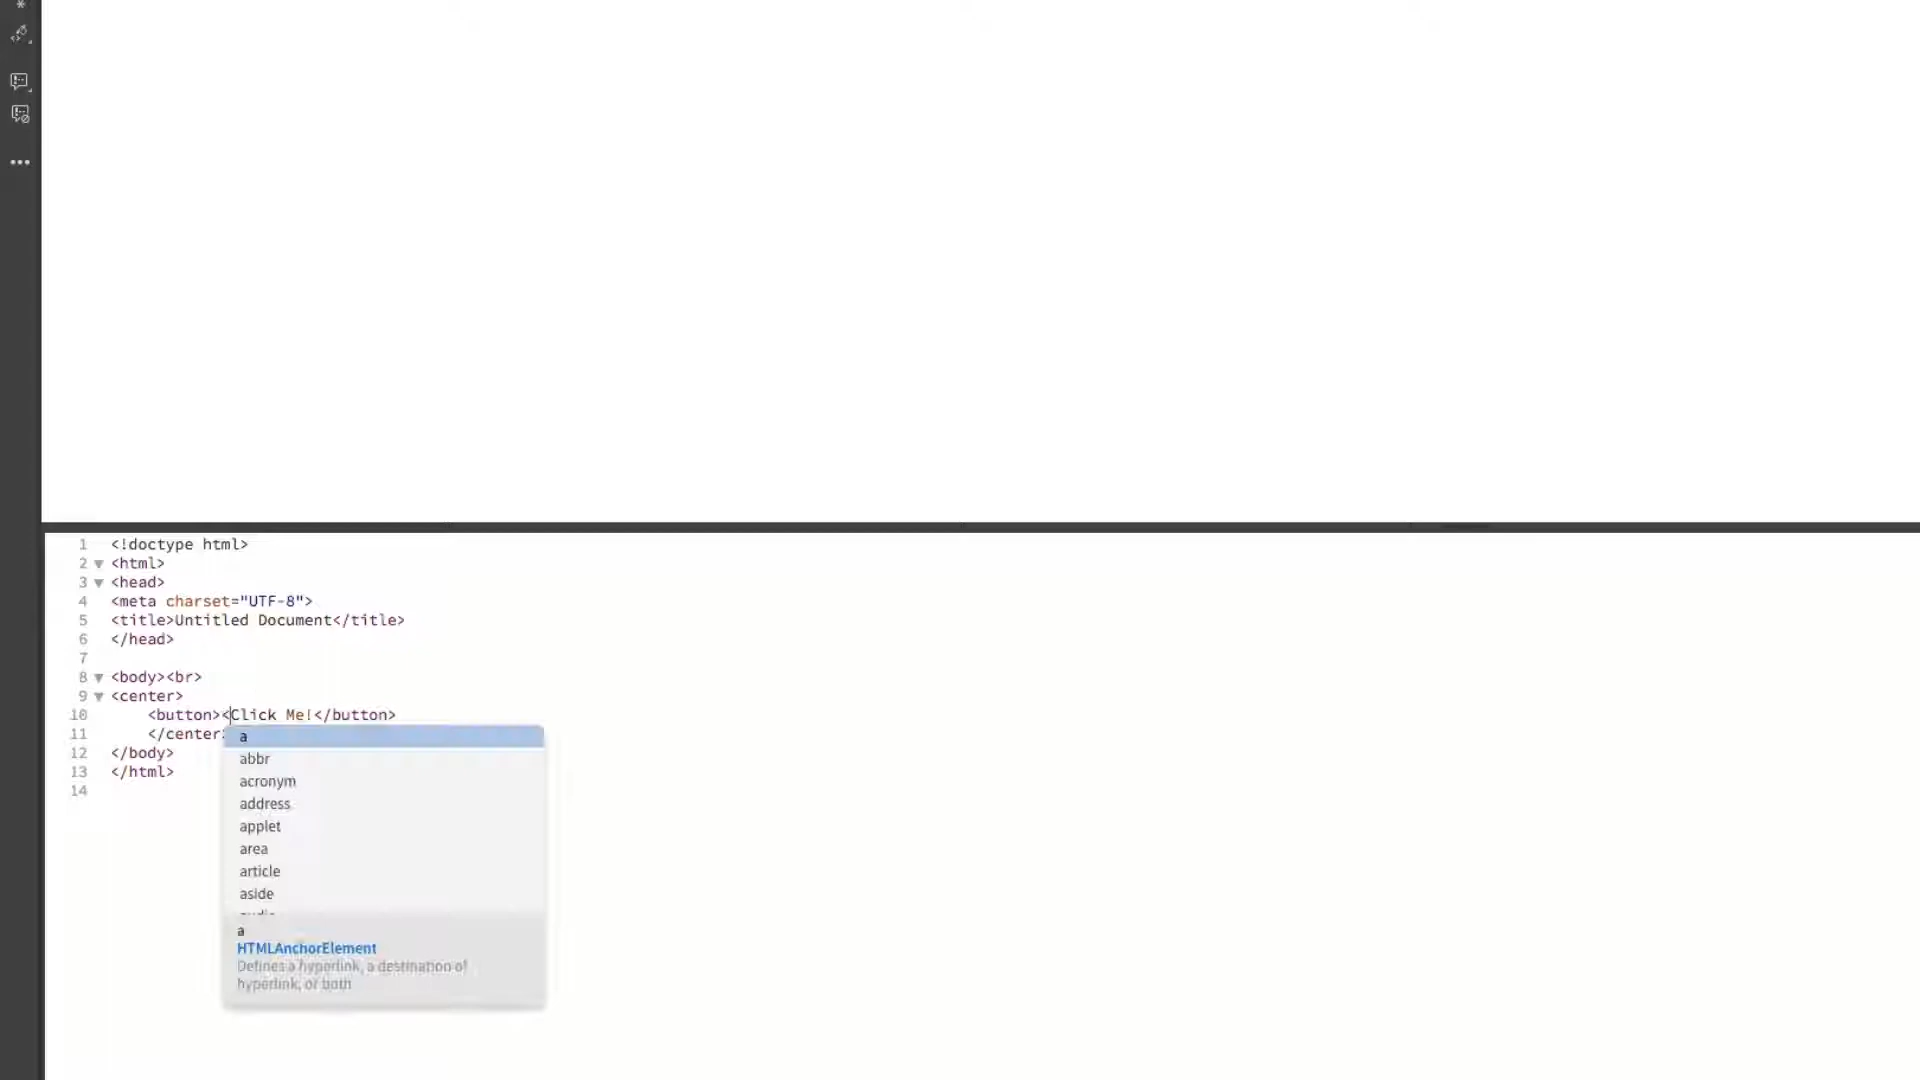 1 <!doctype html>
2 <html>
3 <head>
4 <meta charset="UTF-8">
5 <title>Untitled Document</title>
6 </head>
7
8 <body><br>
9 <center>
10 <button><Click Me!</button>
11 </center
12 </body>
13 </html>
14
a
abbr
acronym
address
applet
area
article
aside
a
HTMLAnchorElement
Defines a hyperlink, a destination of
hyperlink, or both